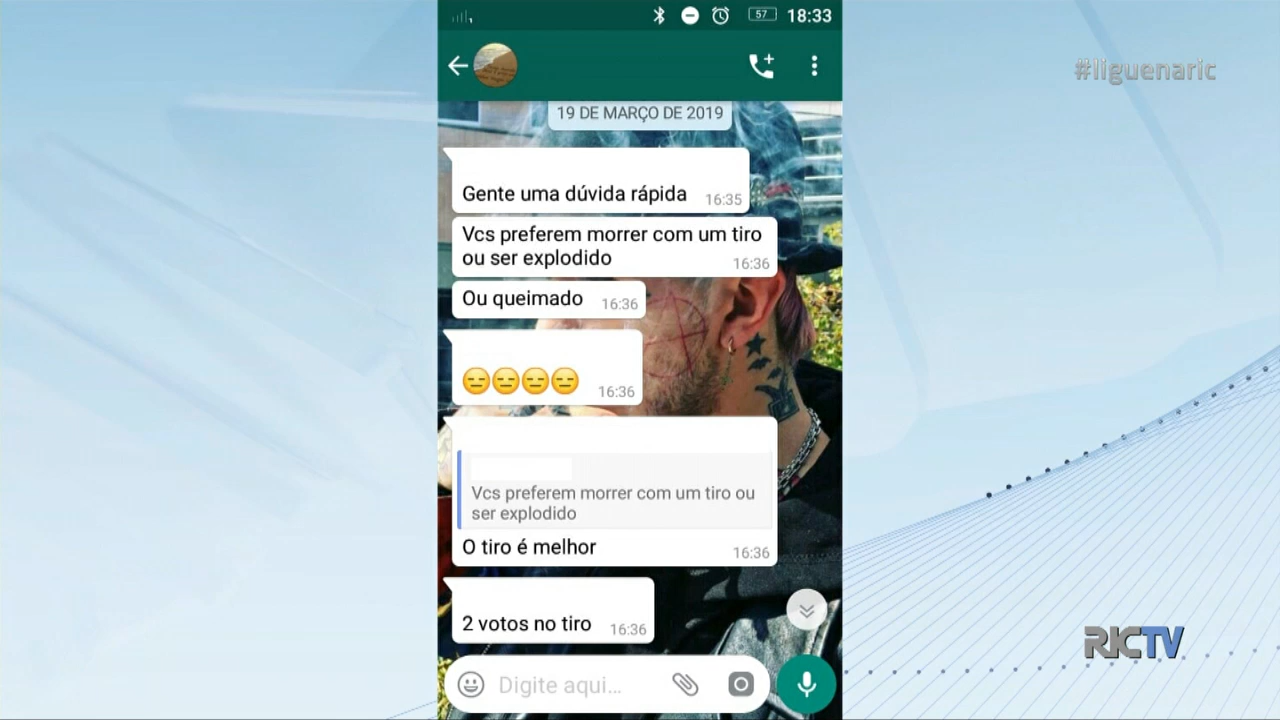 57 18:33
#liguenaric
19 DE MARÇO DE 2019
Gente uma dúvida rápida 16:35
Vcs preferem morrer com um tiro
ou ser explodido 16:36
Ou queimado 16:36
😑😑😑😑 16:36
Vcs preferem morrer com um tiro ou
ser explodido
O tiro é melhor 16:36
2 votos no tiro 16:36
Digite aqui...
RICTV